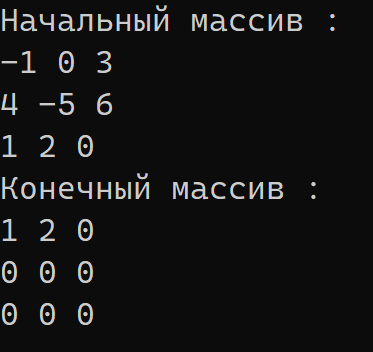 Начальный массив :
-1 0 3
4 -5 6
1 2 0
Конечный массив :
1 2 0
0 0 0
0 0 0